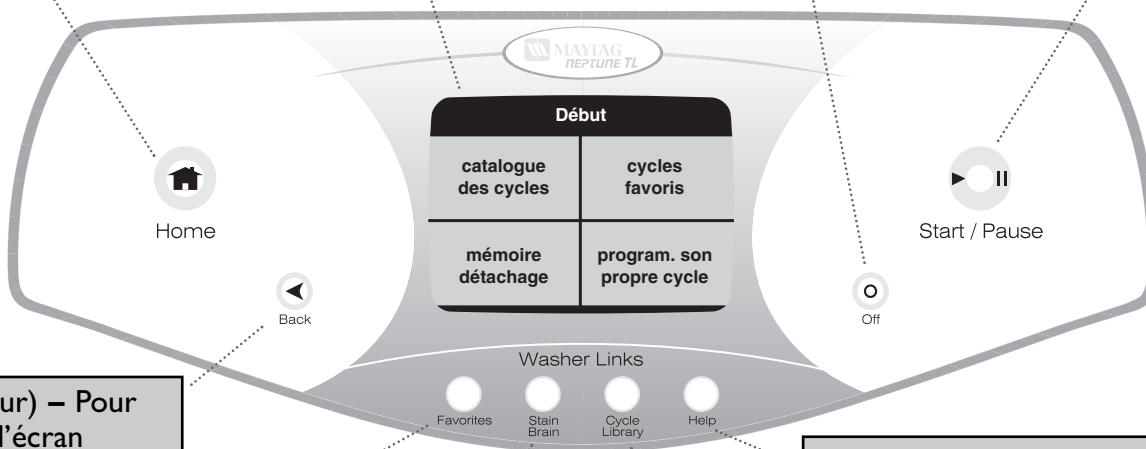 MAYTAG
NEPTUNE TL
Début
catalogue
des cycles
cycles
favoris
mémoire
détachage
program. son
propre cycle
Home
Start / Pause
Back
Off
Washer Links
Favorites
Stain
Brain
Cycle
Library
Help
ur) – Pour
l'écran